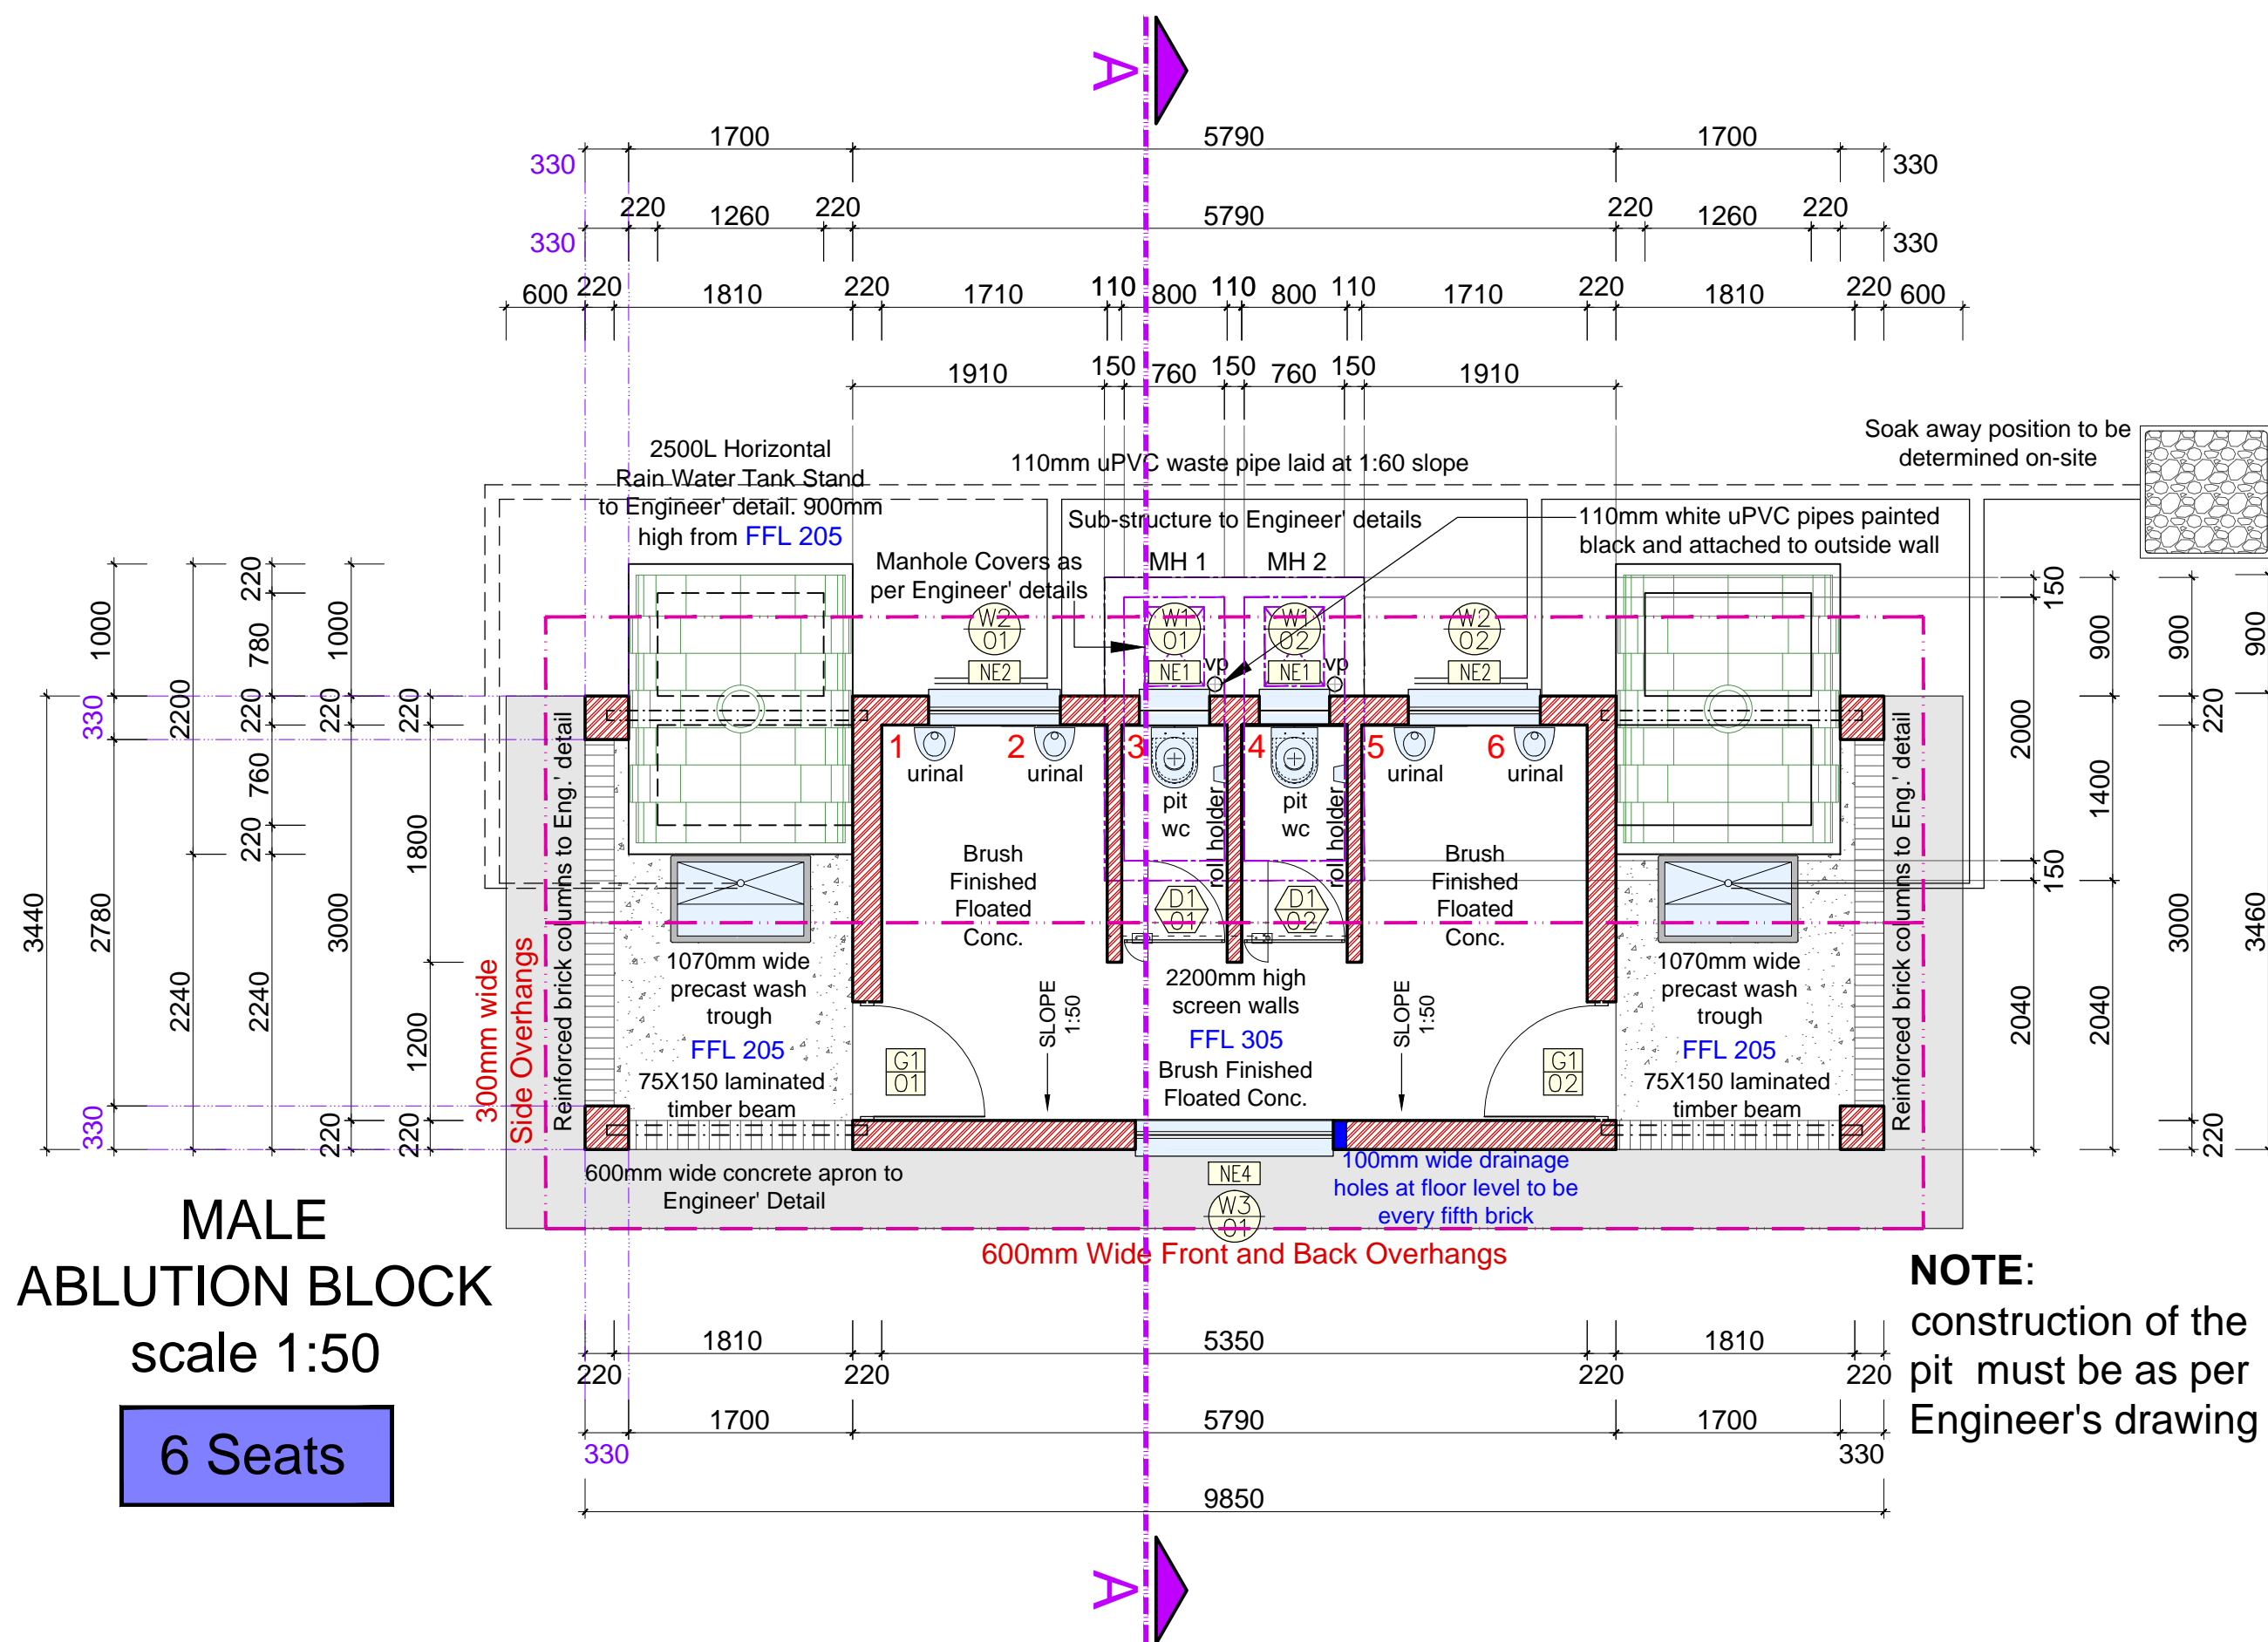 A
1700 5790 1700
330 330
220 1260 220 5790 220 1260 220
330 330
600 220 1810 220 1710 110 800 110 800 110 1710 220 1810 220 600
1910 150 760 150 760 150 1910
2500L Horizontal
Rain Water Tank Stand
to Engineer' detail. 900mm
high from FFL 205
110mm uPVC waste pipe laid at 1:60 slope
Soak away position to be
determined on-site
Sub-structure to Engineer' details
110mm white uPVC pipes painted
black and attached to outside wall
Manhole Covers as
per Engineer' details
MH 1 MH 2
W2
01
NE2
W1
01
NE1
vp
W1
02
NE1
vp
W2
02
NE2
3440
1000
330
2780
330
2200
2240
220
780
220
760
220
2240
1000
220
3000
220
220
1800
1200
220
150
2000
150
2040
900
1400
2040
900
220
3000
220
900
3460
1 2 3 4 5 6
urinal urinal urinal urinal
pit
wc
roll holder
pit
wc
roll holder
Brush
Finished
Floated
Conc.
Brush
Finished
Floated
Conc.
D1
01
D1
02
Reinforced brick columns to Eng.' detail
Reinforced brick columns to Eng.' detail
300mm wide
Side Overhangs
1070mm wide
precast wash
trough
FFL 205
75X150 laminated
timber beam
G1
01
SLOPE
1:50
2200mm high
screen walls
FFL 305
Brush Finished
Floated Conc.
SLOPE
1:50
G1
02
1070mm wide
precast wash
trough
FFL 205
75X150 laminated
timber beam
600mm wide concrete apron to
Engineer' Detail
NE4
W3
01
100mm wide drainage
holes at floor level to be
every fifth brick
600mm Wide Front and Back Overhangs
MALE
ABLUTION BLOCK
scale 1:50
6 Seats
NOTE:
construction of the
pit must be as per
Engineer's drawing
1810 5350 1810
220 220 220 220
1700 5790 1700
330 330
9850
A